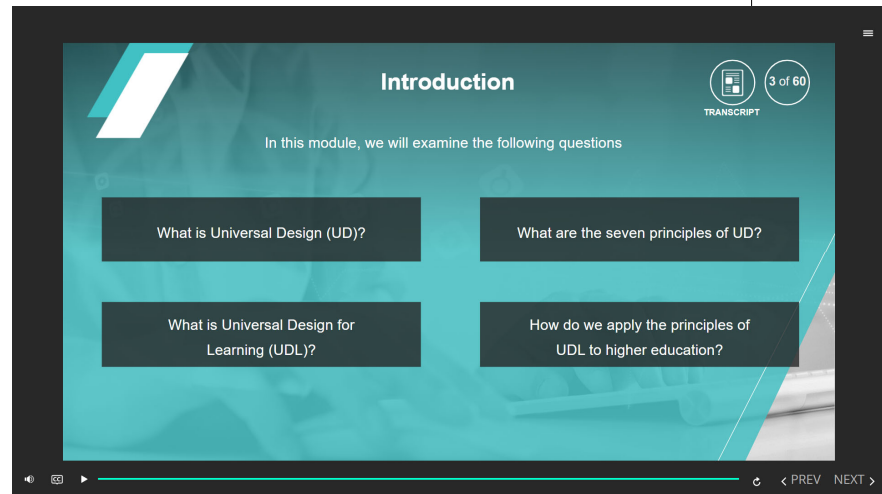 Introduction
3 of 60
TRANSCRIPT
In this module, we will examine the following questions
What is Universal Design (UD)?
What are the seven principles of UD?
What is Universal Design for
Learning (UDL)?
How do we apply the principles of
UDL to higher education?
CC
PREV
NEXT